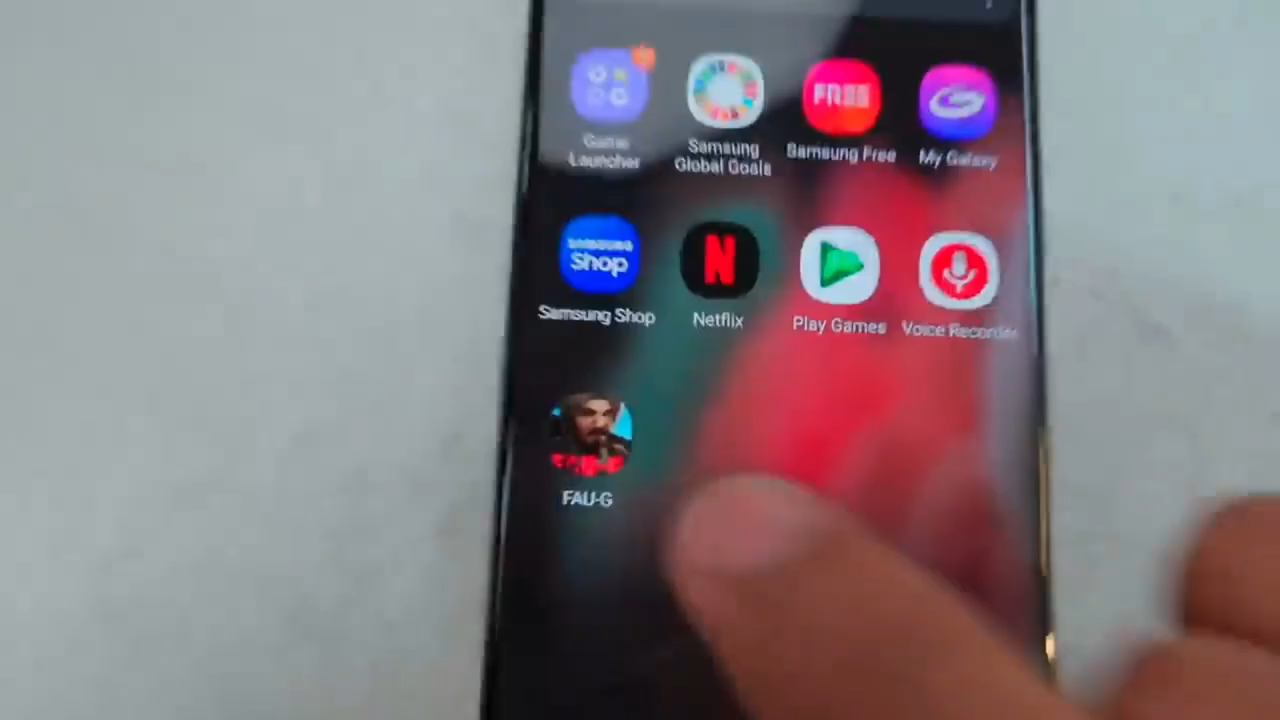 FREE
Game
Launcher
Samsung
Global Goals
Samsung Free
My Galaxy
SAMSUNG
Shop
N
Samsung Shop
Netflix
Play Games
Voice Recorder
FAU-G